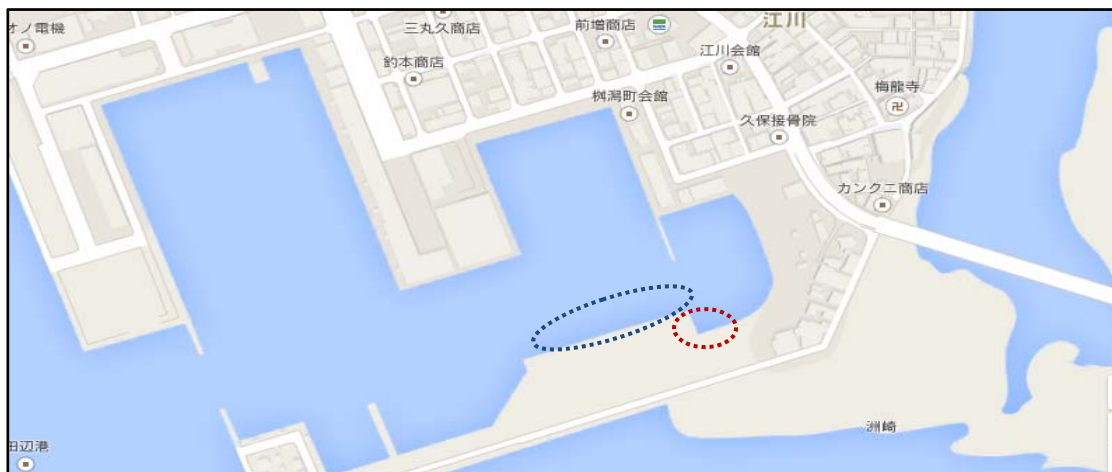 オノ電機
三丸久商店
前増商店
江川
釣本商店
江川会館
桝潟町会館
梅龍寺
久保接骨院
カンクニ商店
洲崎
田辺港